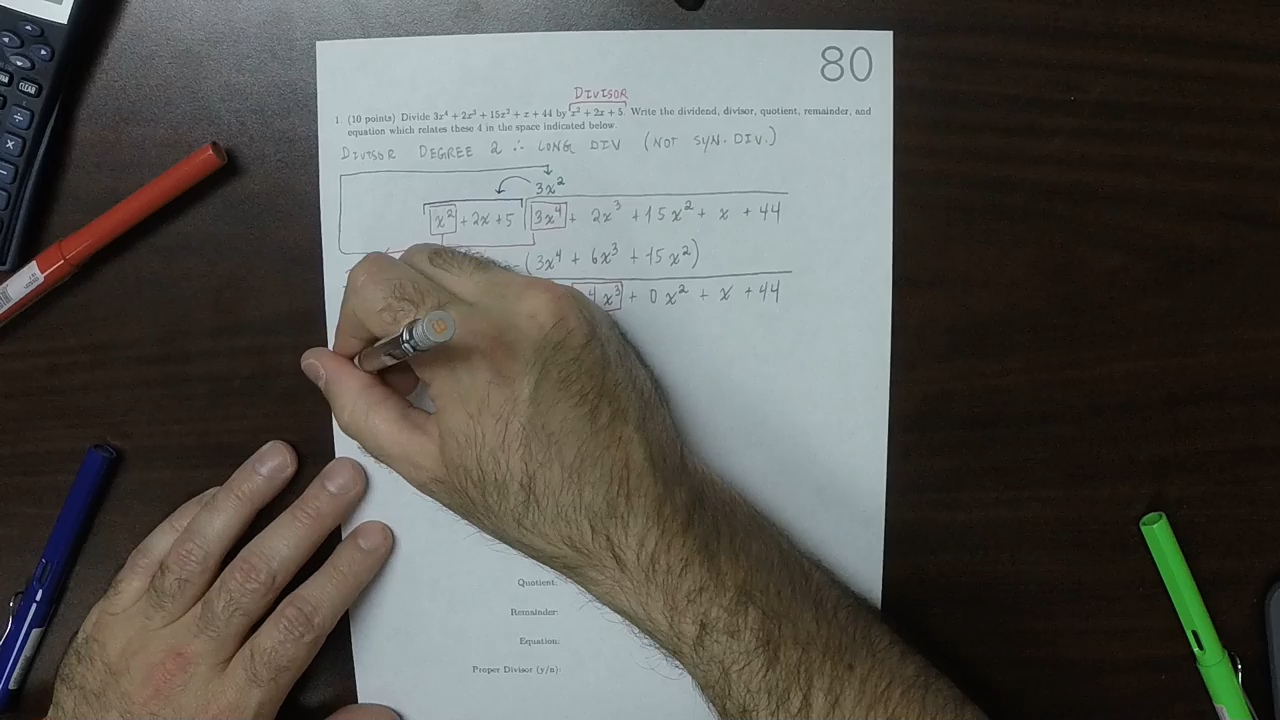 80
DIVISOR
1. (10 points) Divide 3x⁴ + 2x³ + 15x² + x + 44 by x² + 2x + 5. Write the dividend, divisor, quotient, remainder, and
equation which relates these 4 in the space indicated below.
DIVISOR DEGREE 2 ∴ LONG DIV (NOT SYN. DIV.)
3x²
x² + 2x + 5 3x⁴ + 2x³ + 15x² + x + 44
-(3x⁴ + 6x³ + 15x²)
4x³ + 0x² + x + 44
Quotient:
Remainder:
Equation:
Proper Divisor (y/n):
CLEAR